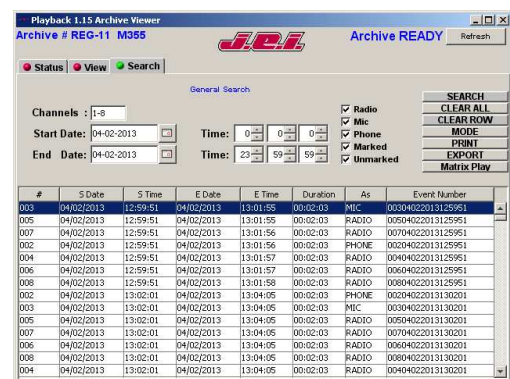 Playback 1.15 Archive Viewer
Archive # REG-11 M355 J.e.i. Archive READY Refresh
Status View Search
General Search
Channels : 1-8
Start Date: 04-02-2013 Time: 0 0 0
End Date: 04-02-2013 Time: 23 59 59
Radio
Mic
Phone
Marked
Unmarked
SEARCH
CLEAR ALL
CLEAR ROW
MODE
PRINT
EXPORT
Matrix Play
# S Date S Time E Date E Time Duration As Event Number
003 04/02/2013 12:59:51 04/02/2013 13:01:55 00:02:03 MIC 00304022013125951
005 04/02/2013 12:59:51 04/02/2013 13:01:55 00:02:03 RADIO 00504022013125951
007 04/02/2013 12:59:51 04/02/2013 13:01:56 00:02:03 RADIO 00704022013125951
002 04/02/2013 12:59:51 04/02/2013 13:01:56 00:02:03 PHONE 00204022013125951
004 04/02/2013 12:59:51 04/02/2013 13:01:57 00:02:03 RADIO 00404022013125951
006 04/02/2013 12:59:51 04/02/2013 13:01:57 00:02:03 RADIO 00604022013125951
008 04/02/2013 12:59:51 04/02/2013 13:01:58 00:02:03 RADIO 00804022013125951
002 04/02/2013 13:02:01 04/02/2013 13:04:05 00:02:03 PHONE 00204022013130201
003 04/02/2013 13:02:01 04/02/2013 13:04:05 00:02:03 MIC 00304022013130201
005 04/02/2013 13:02:01 04/02/2013 13:04:05 00:02:03 RADIO 00504022013130201
007 04/02/2013 13:02:01 04/02/2013 13:04:05 00:02:03 RADIO 00704022013130201
006 04/02/2013 13:02:01 04/02/2013 13:04:05 00:02:03 RADIO 00604022013130201
008 04/02/2013 13:02:01 04/02/2013 13:04:05 00:02:03 RADIO 00804022013130201
004 04/02/2013 13:02:01 04/02/2013 13:04:05 00:02:03 RADIO 00404022013130201